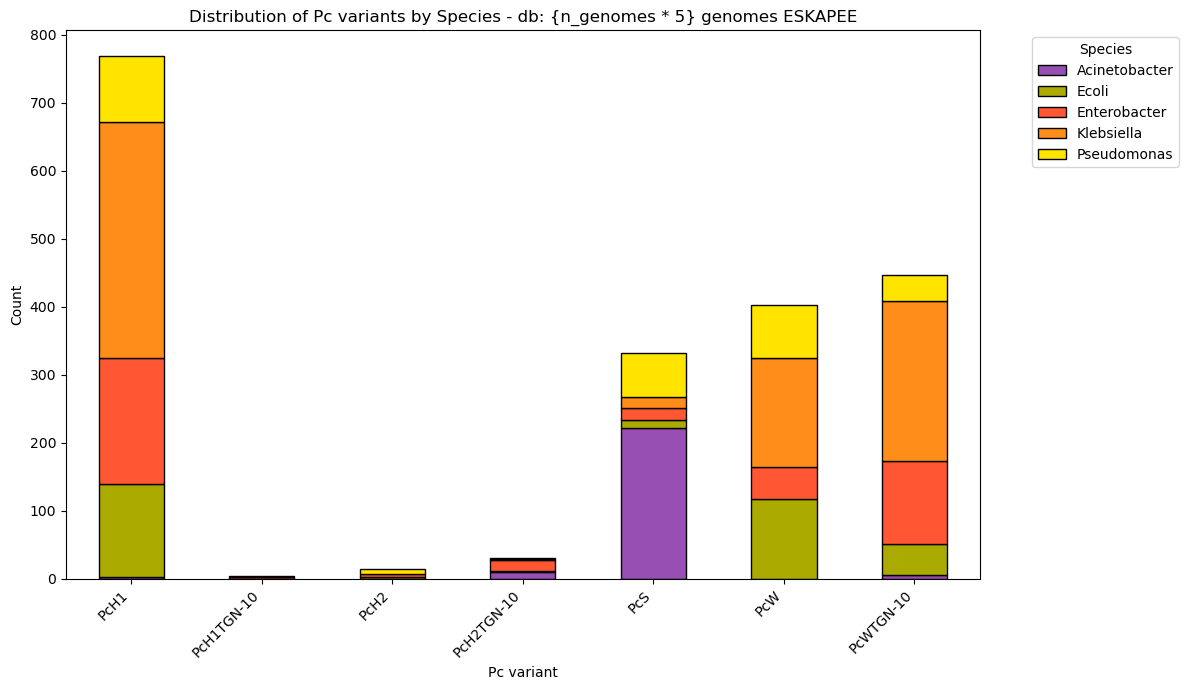 Distribution of Pc variants by Species - db: {n_genomes * 5} genomes ESKAPEE
Species
Acinetobacter
Ecoli
Enterobacter
Klebsiella
Pseudomonas
Count
800
700
600
500
400
300
200
100
0
PcH1
PcH1TGN-10
PcH2
PcH2TGN-10
PcS
PcW
PcWTGN-10
Pc variant